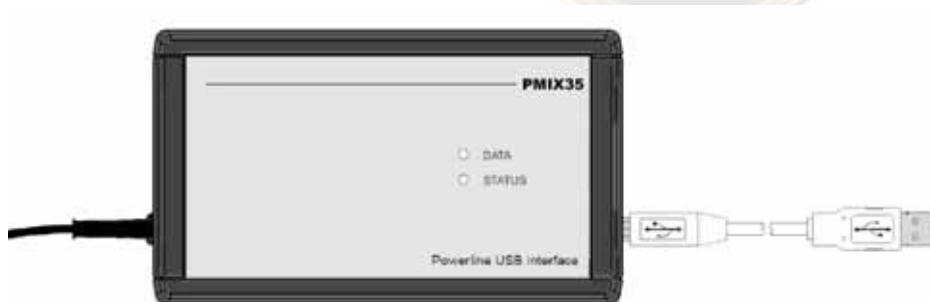 PMIX35
DATA
STATUS
Powerline USB interface